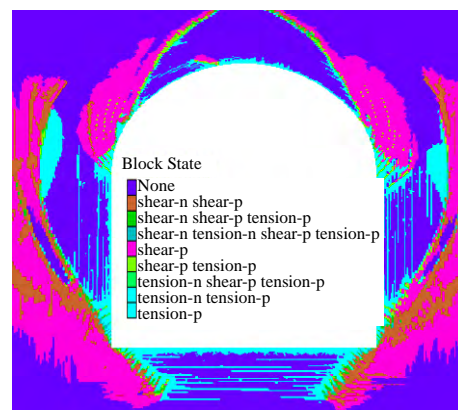 Block State
None
shear-n shear-p
shear-n shear-p tension-p
shear-n tension-n shear-p tension-p
shear-p
shear-p tension-p
tension-n shear-p tension-p
tension-n tension-p
tension-p